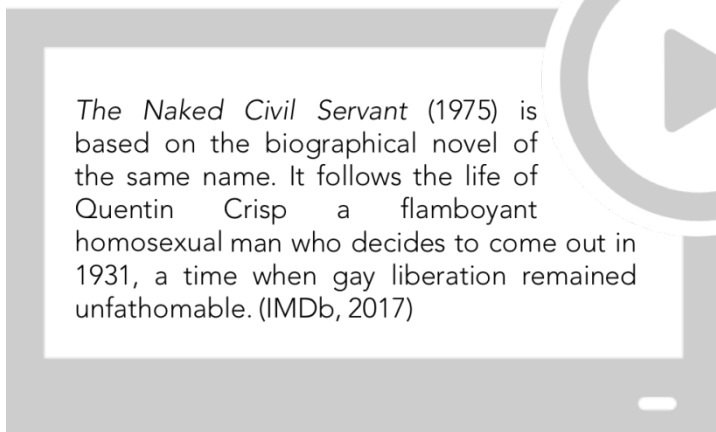 The Naked Civil Servant (1975) is
based on the biographical novel of
the same name. It follows the life of
Quentin Crisp a flamboyant
homosexual man who decides to come out in
1931, a time when gay liberation remained
unfathomable. (IMDb, 2017)